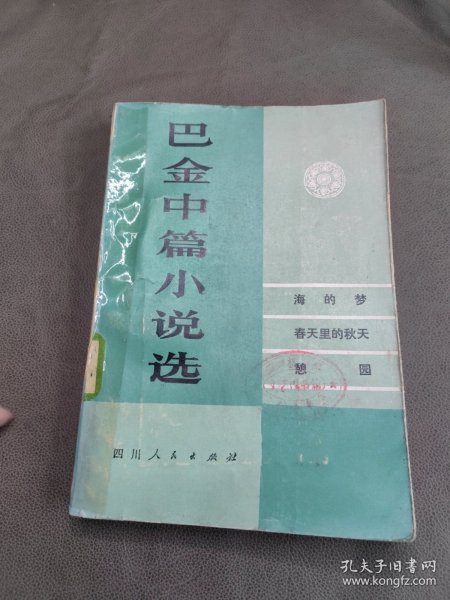 巴金中篇小说选
海的梦
春天里的秋天
憩园
四川人民出版社
孔夫子旧书网
www.kongfz.com